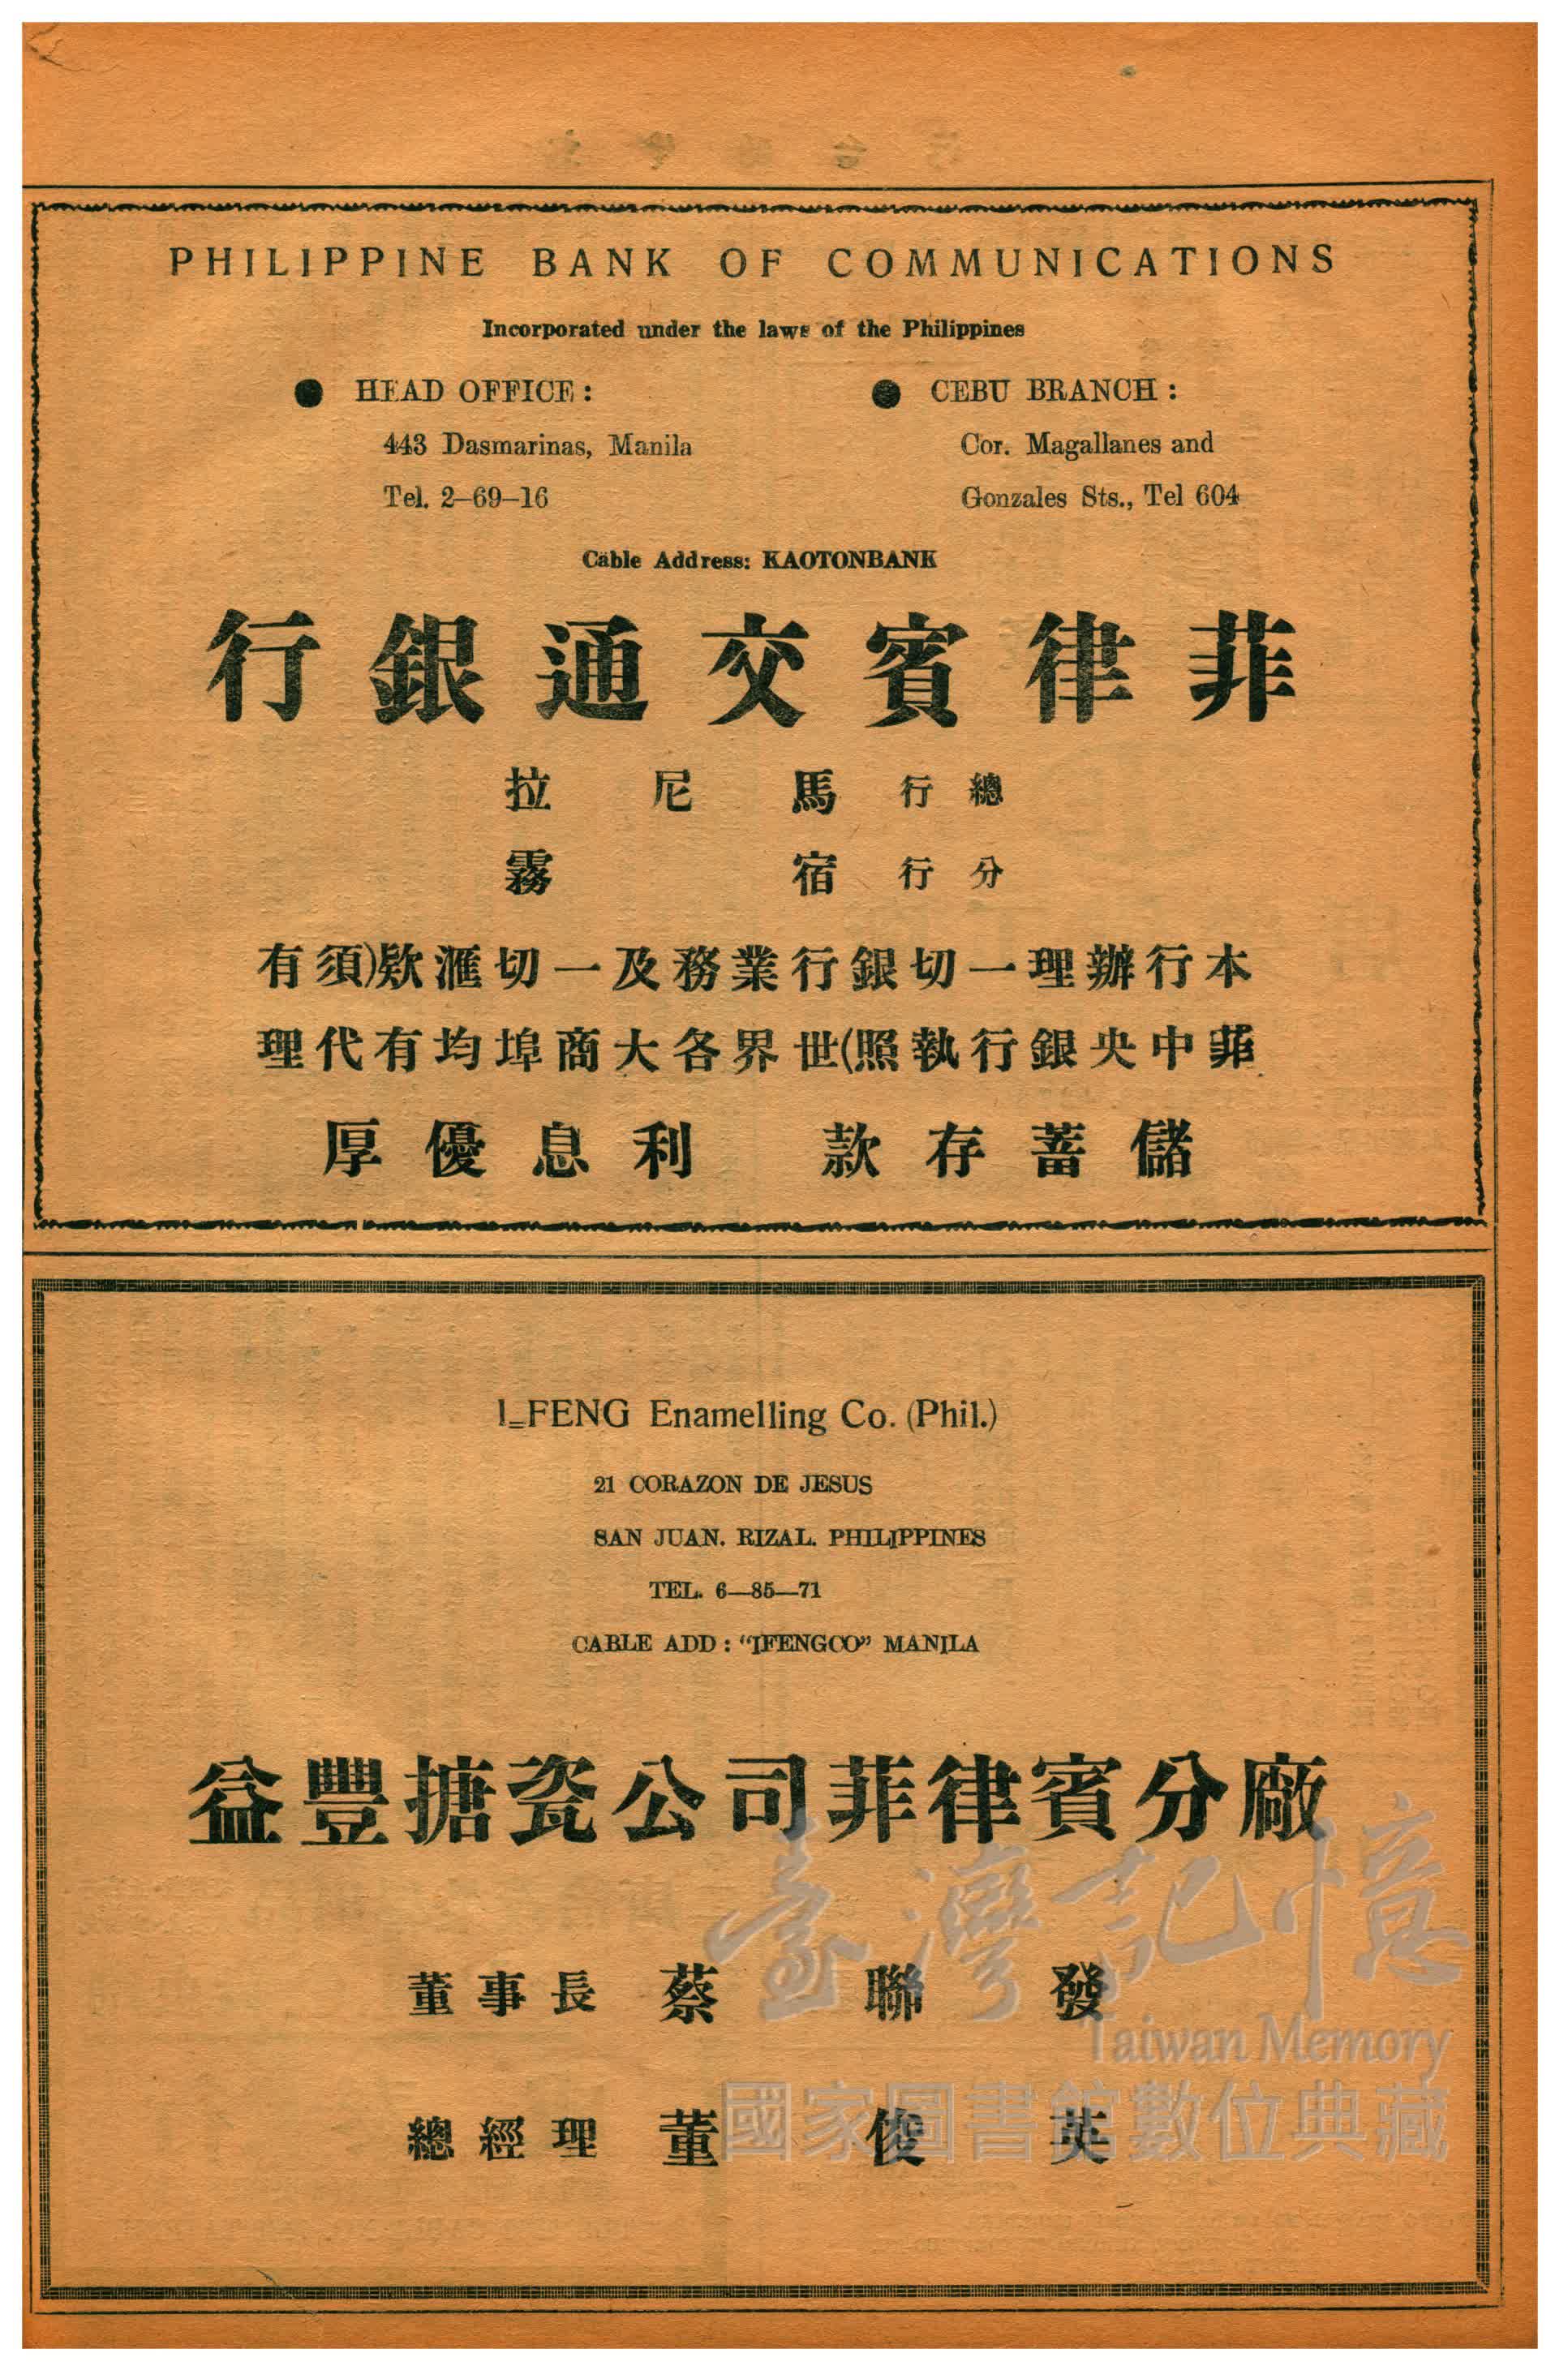 PHILIPPINE BANK OF COMMUNICATIONS
Incorporated under the laws of the Philippines
● HEAD OFFICE:
443 Dasmarinas, Manila
Tel. 2-69-16
● CEBU BRANCH:
Cor. Magallanes and
Gonzales Sts., Tel 604
Cable Address: KAOTONBANK
菲律賓交通銀行
總行 馬尼拉
分行 宿霧
本行辦理一切銀行業務及一切滙欵(須有
菲中央銀行執照)世界各大商埠均有代理
儲蓄存款 利息優厚
I-FENG Enamelling Co. (Phil.)
21 CORAZON DE JESUS
SAN JUAN. RIZAL. PHILIPPINES
TEL. 6—85—71
CABLE ADD: "IFENGCO" MANILA
益豐搪瓷公司菲律賓分廠
董事長 蔡聯發
總經理 董俊英
臺灣記憶
Taiwan Memory
國家圖書館數位典藏